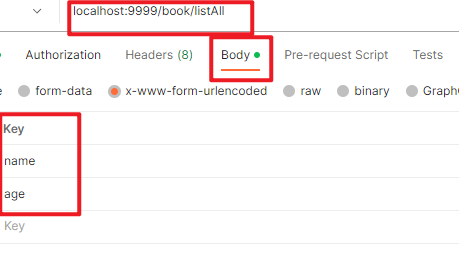 localhost:9999/book/listAll
Authorization Headers (8) Body Pre-request Script Tests
form-data x-www-form-urlencoded raw binary
Key
name
age
Key